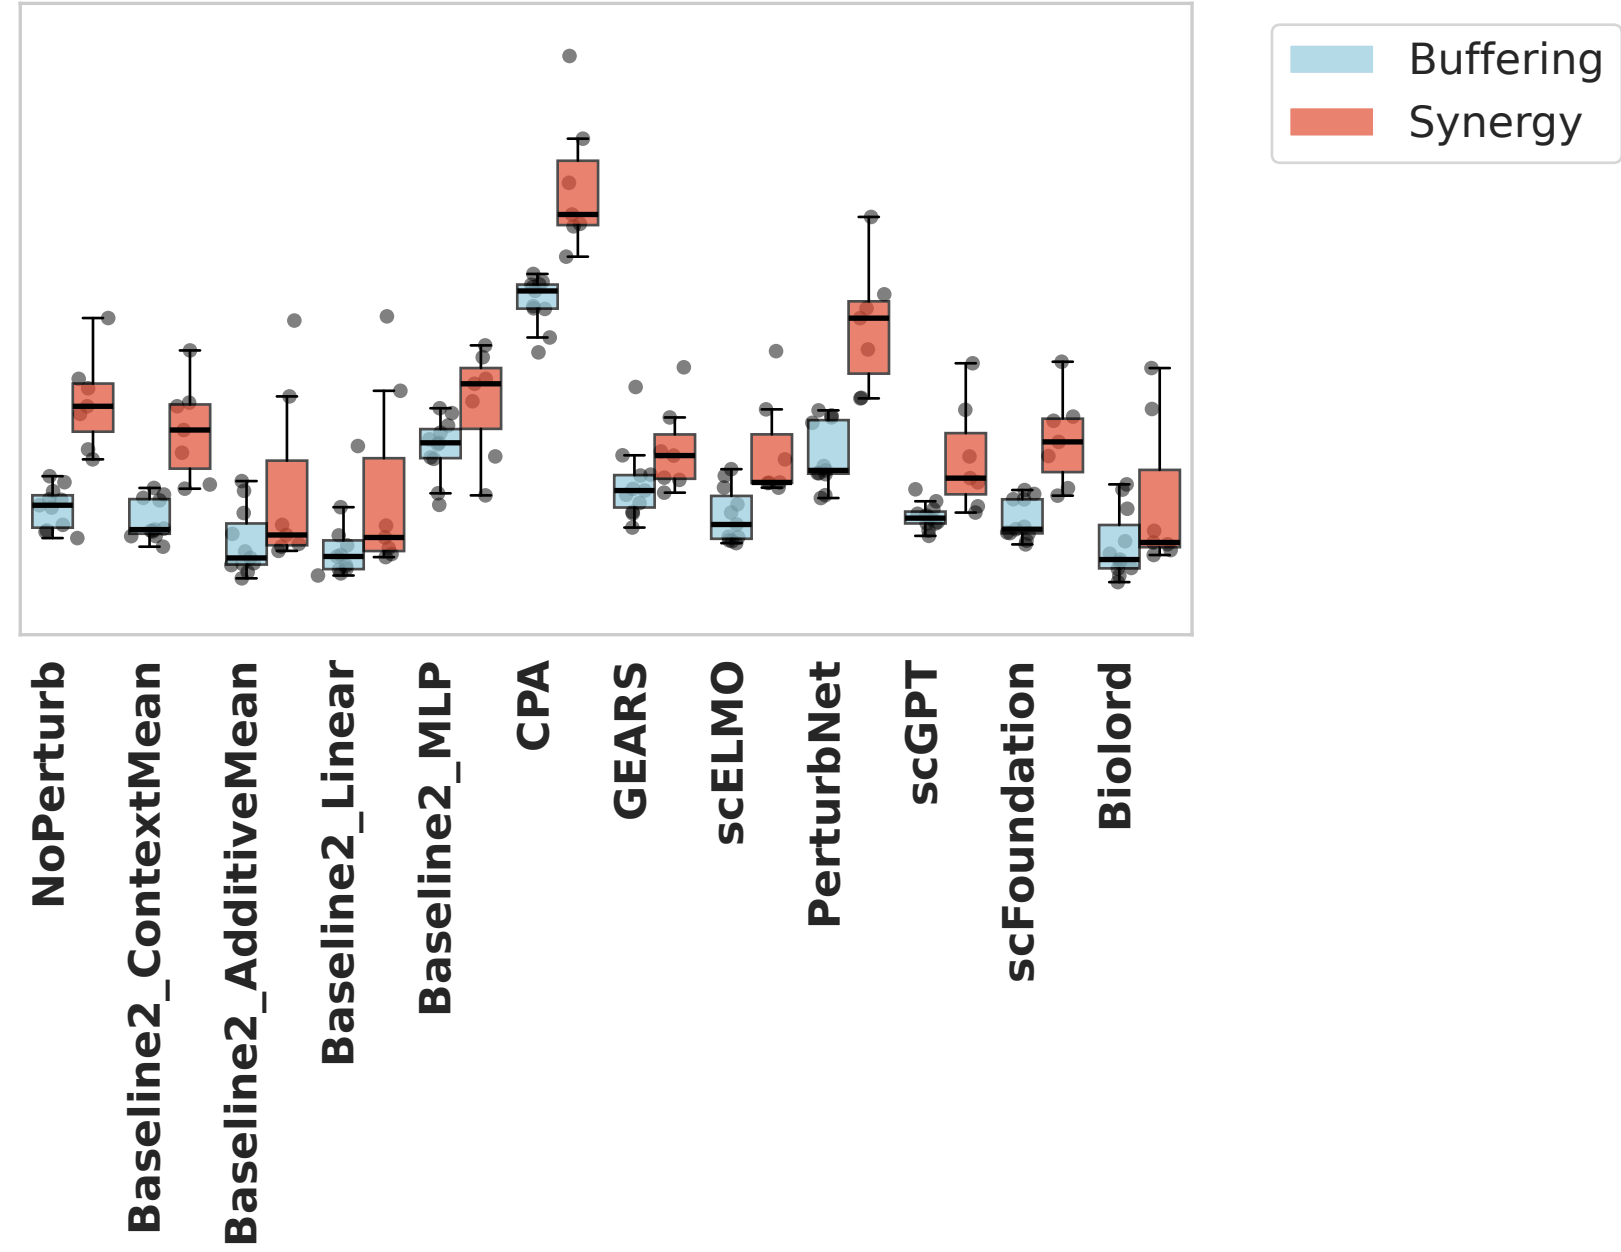 Buffering
Synergy
NoPerturb
Baseline2_ContextMean
Baseline2_AdditiveMean
Baseline2_Linear
Baseline2_MLP
CPA
GEARS
scELMO
PerturbNet
scGPT
scFoundation
Biolord